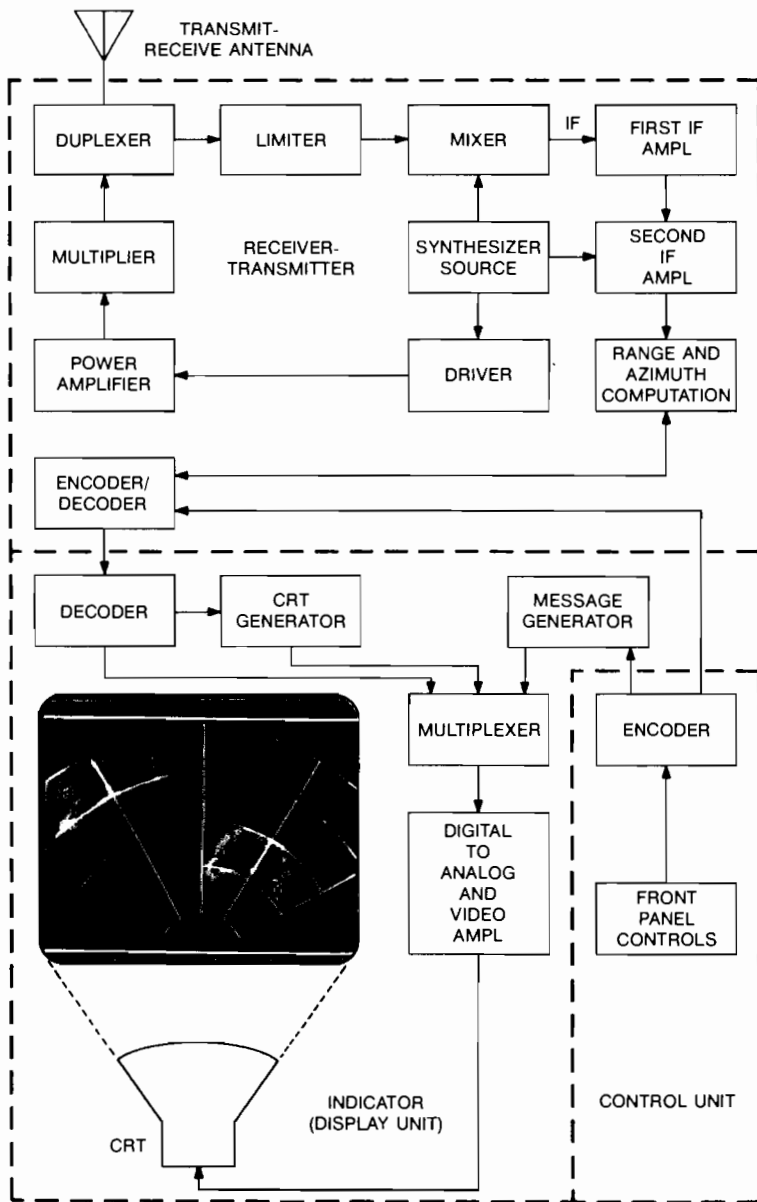 TRANSMIT-
RECEIVE ANTENNA
DUPLEXER
LIMITER
MIXER
IF
FIRST IF
AMPL
MULTIPLIER
RECEIVER-
TRANSMITTER
SYNTHESIZER
SOURCE
SECOND
IF
AMPL
POWER
AMPLIFIER
DRIVER
RANGE AND
AZIMUTH
COMPUTATION
ENCODER/
DECODER
DECODER
CRT
GENERATOR
MESSAGE
GENERATOR
MULTIPLEXER
ENCODER
DIGITAL
TO
ANALOG
AND
VIDEO
AMPL
FRONT
PANEL
CONTROLS
INDICATOR
(DISPLAY UNIT)
CONTROL UNIT
CRT